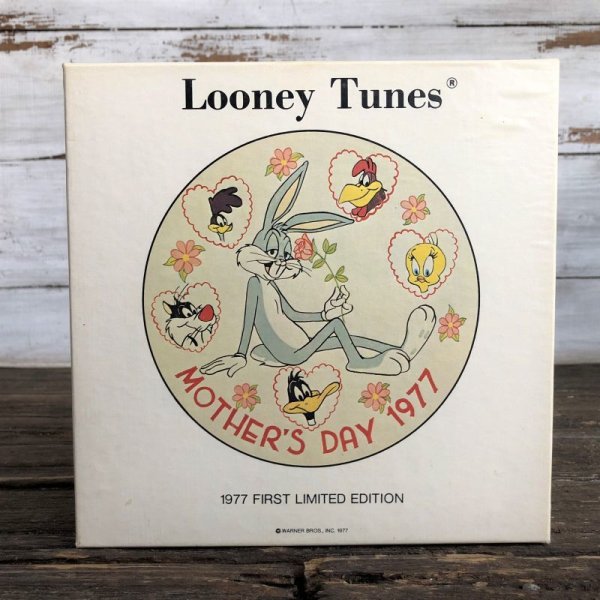 Looney Tunes®
MOTHER'S DAY 1977
1977 FIRST LIMITED EDITION
© WARNER BROS., INC. 1977